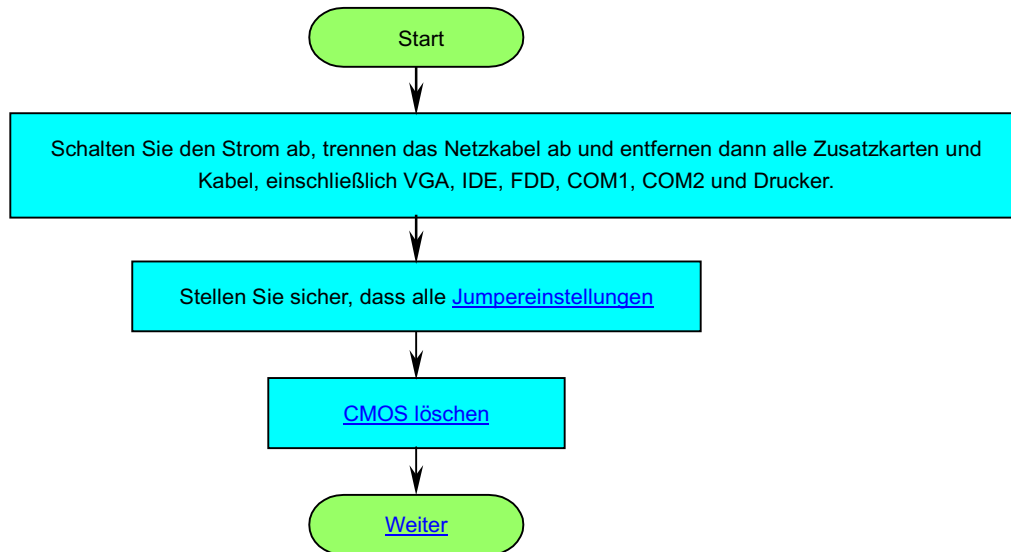 Start
Schalten Sie den Strom ab, trennen das Netzkabel ab und entfernen dann alle Zusatzkarten und
Kabel, einschließlich VGA, IDE, FDD, COM1, COM2 und Drucker.
Stellen Sie sicher, dass alle Jumpereinstellungen
CMOS löschen
Weiter